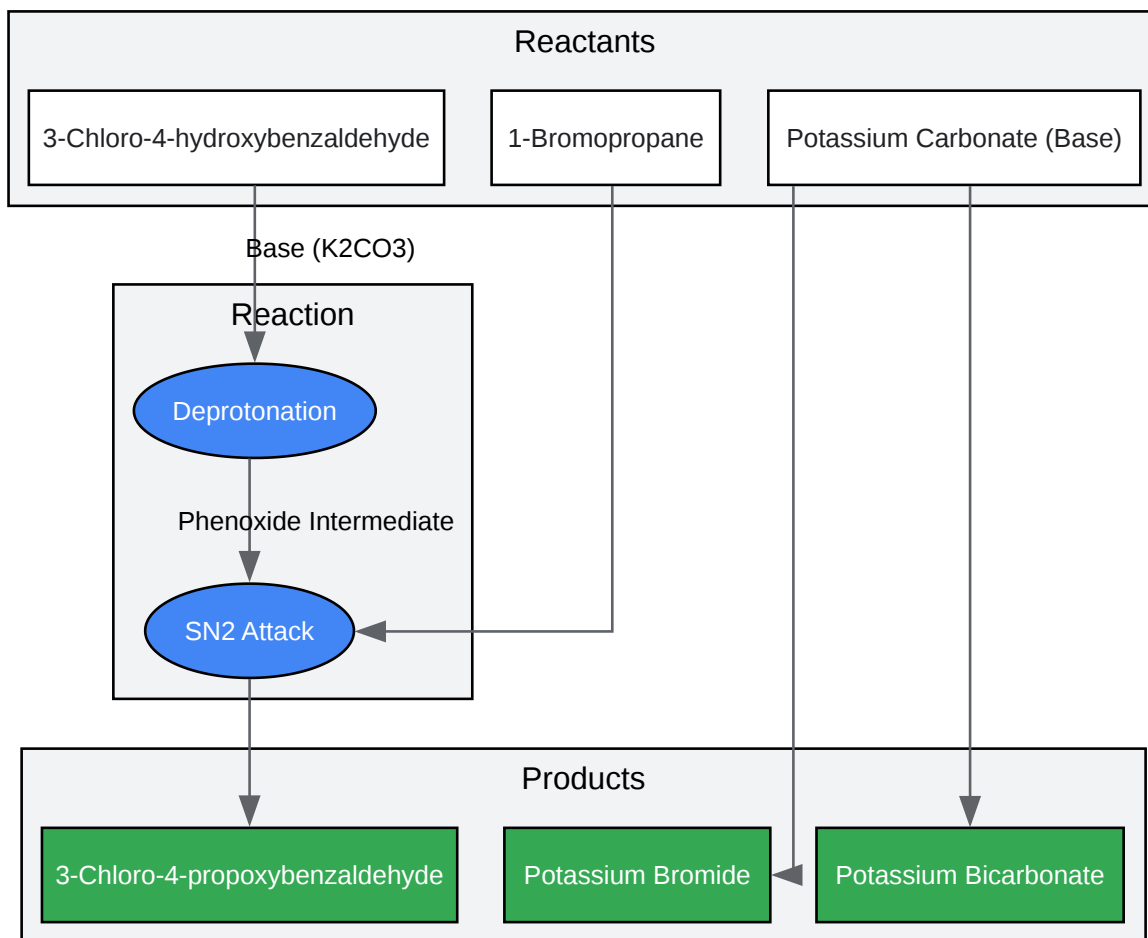 Reactants
3-Chloro-4-hydroxybenzaldehyde
1-Bromopropane
Potassium Carbonate (Base)
Base (K2CO3)
Reaction
Deprotonation
Phenoxide Intermediate
SN2 Attack
Products
3-Chloro-4-propoxybenzaldehyde
Potassium Bromide
Potassium Bicarbonate